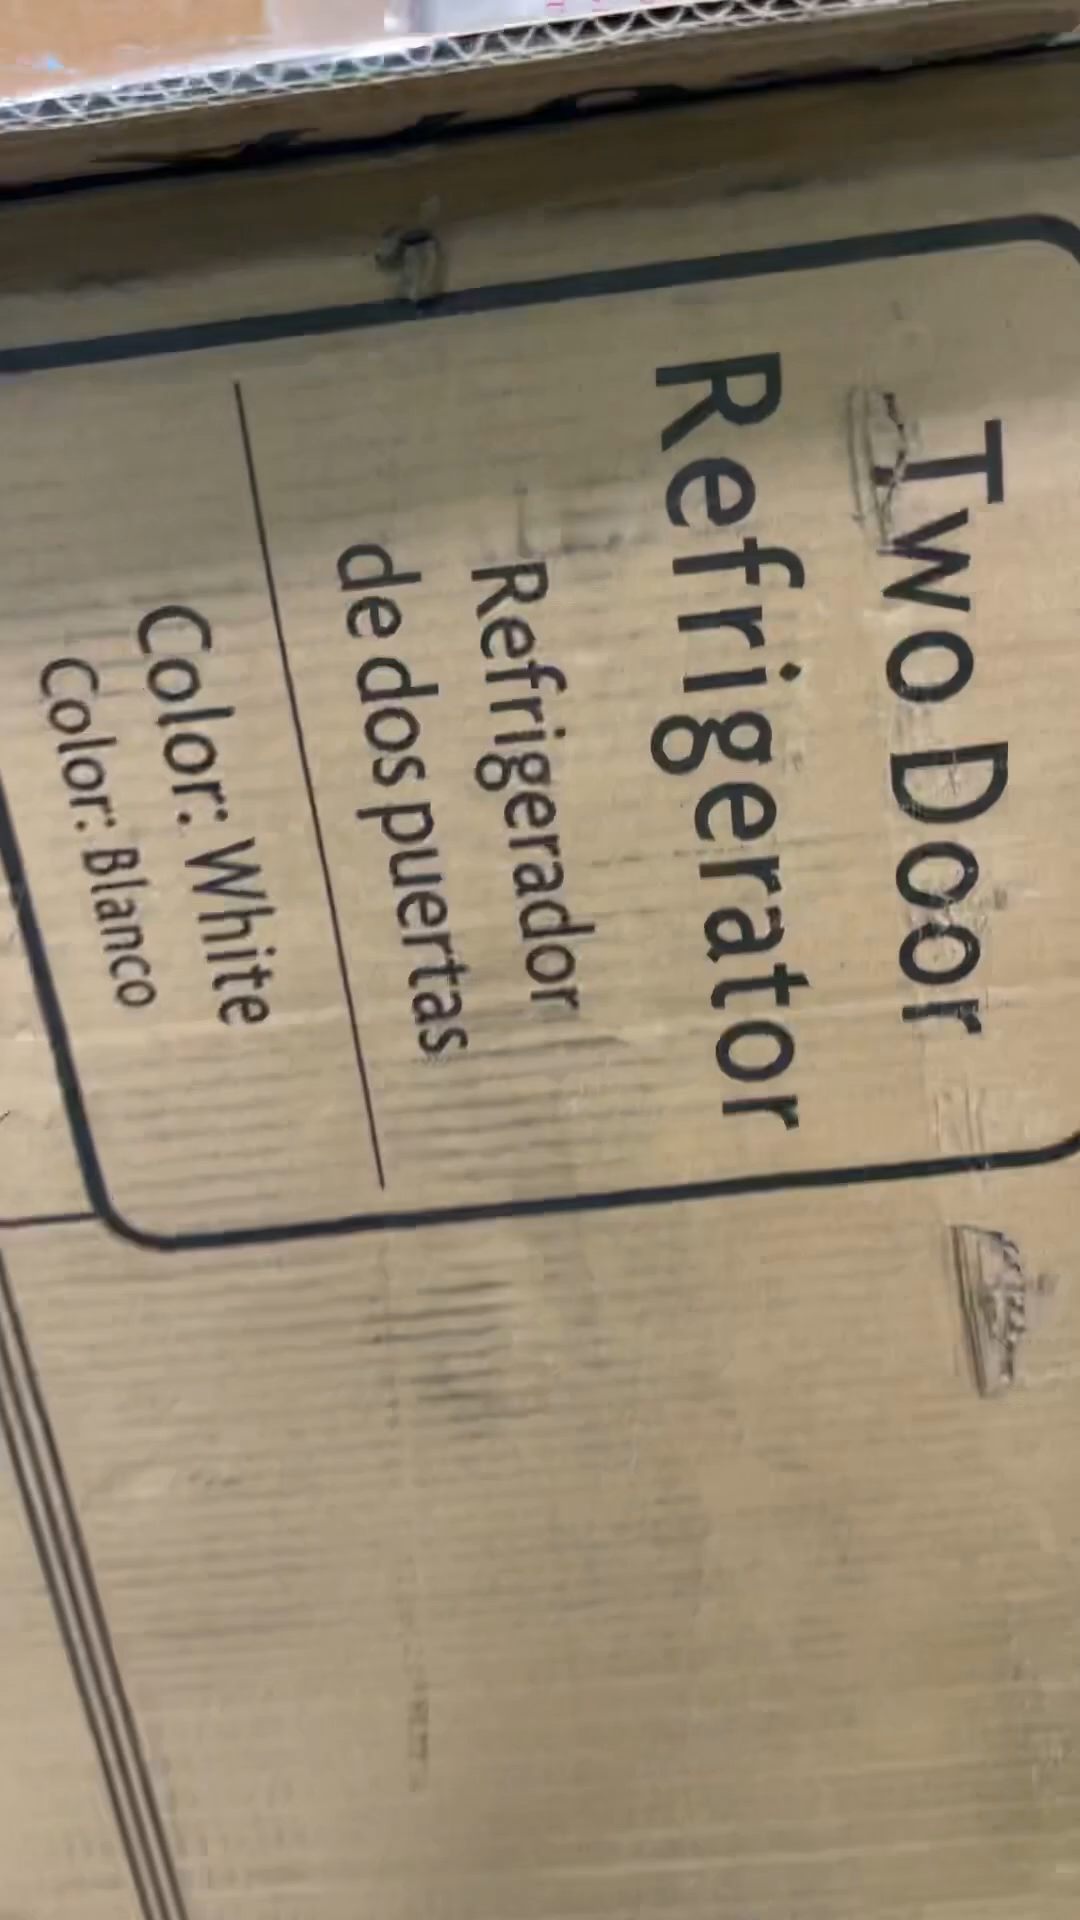 Two Door
Refrigerator
Refrigerador
de dos puertas
Color: White
Color: Blanco